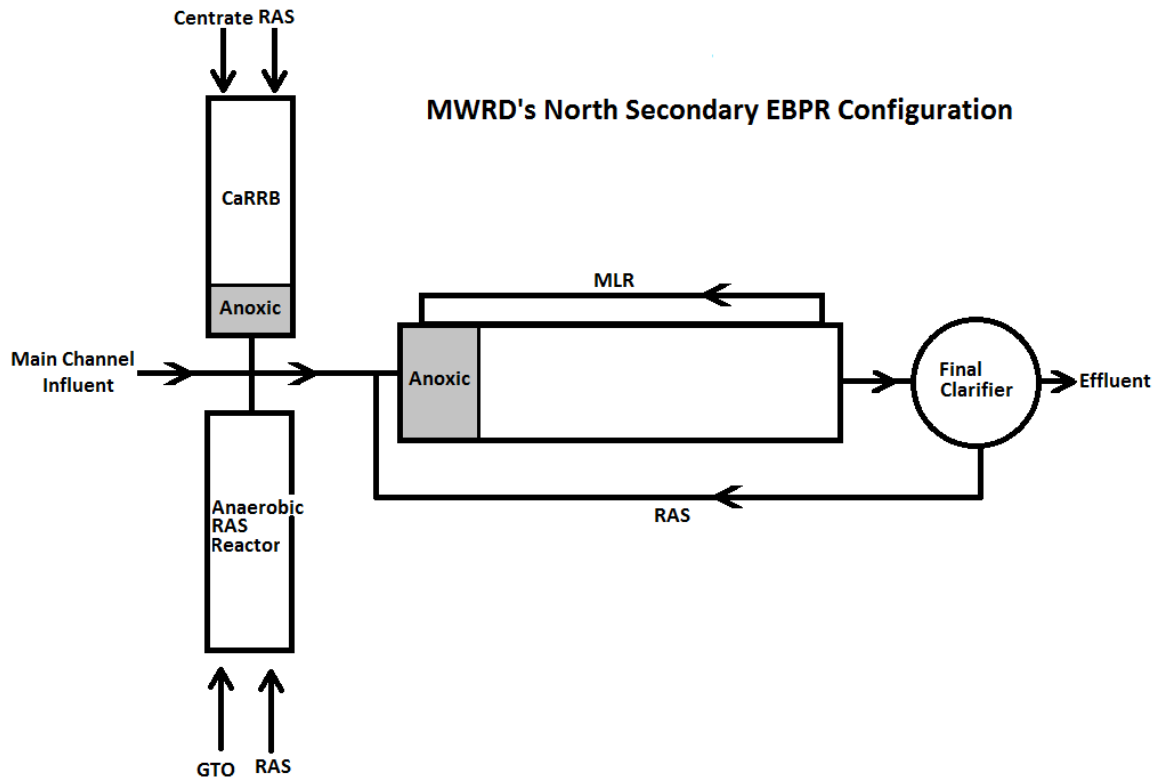 Centrate RAS
MWRD's North Secondary EBPR Configuration
CaRRB
Anoxic
MLR
Main Channel
Influent
Anoxic
Final
Clarifier
Effluent
Anaerobic
RAS
Reactor
RAS
GTO RAS